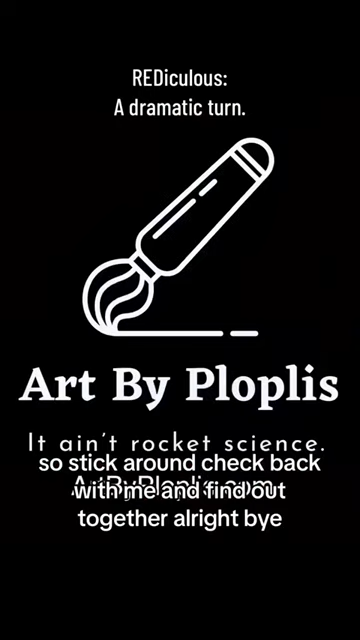 REDiculous:
A dramatic turn.
Art By Ploplis
It ain't rocket science.
so stick around check back
with me and find out
together alright bye